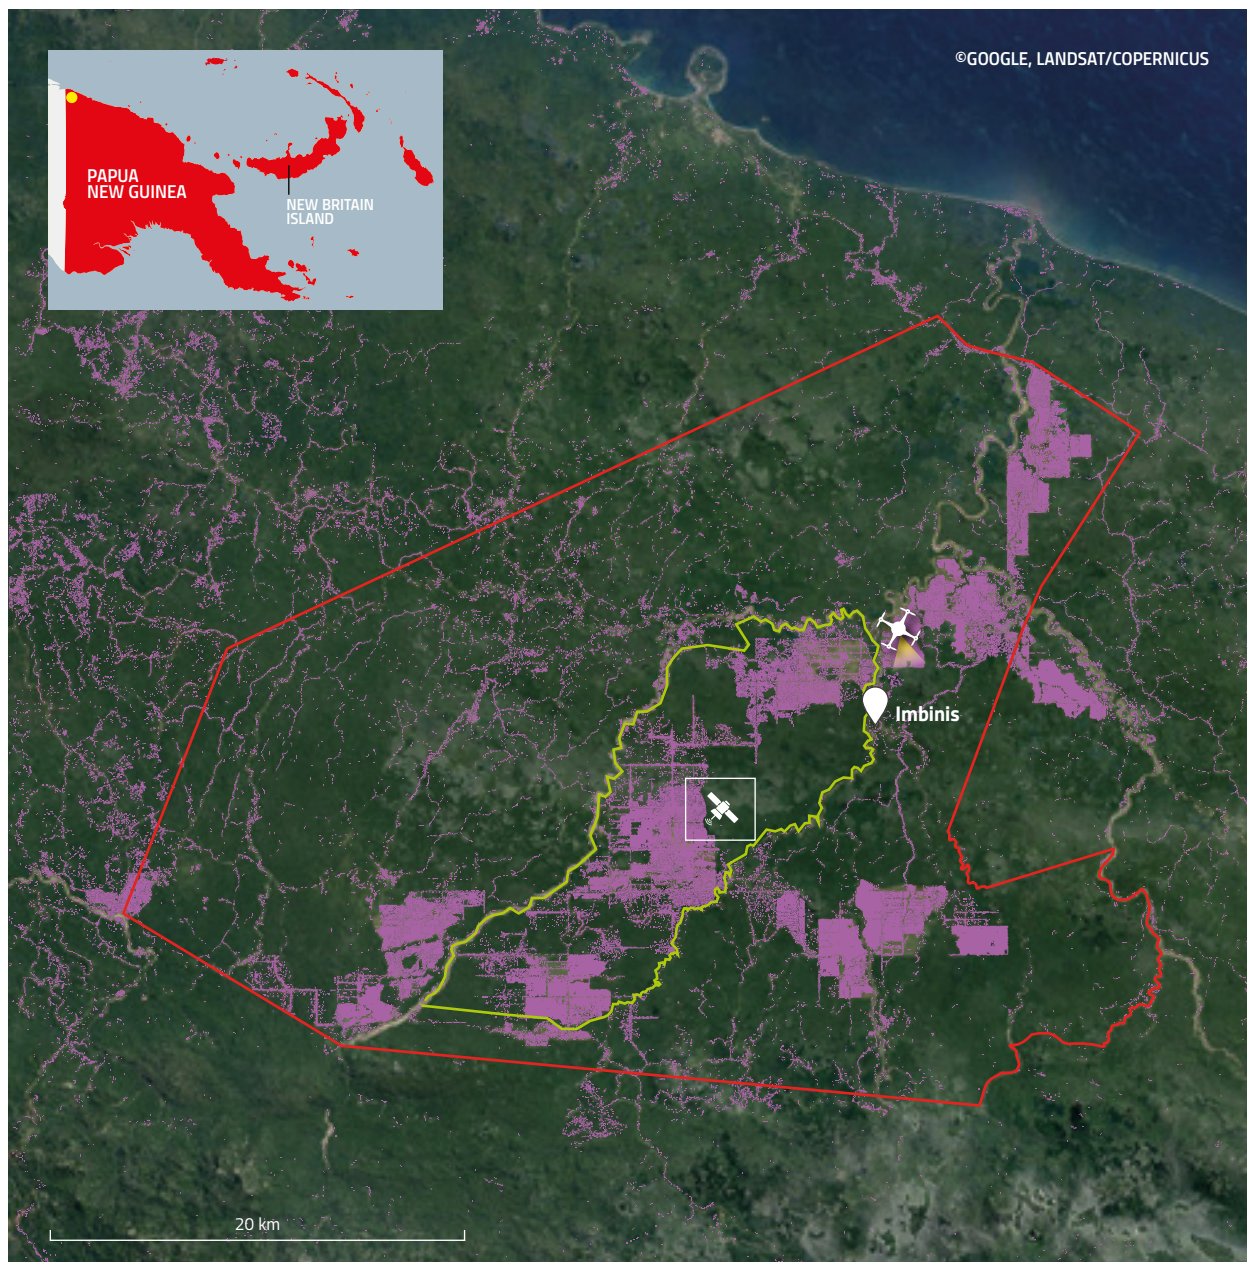 ©GOOGLE, LANDSAT/COPERNICUS
PAPUA
NEW GUINEA
NEW BRITAIN
ISLAND
Imbinis
20 km